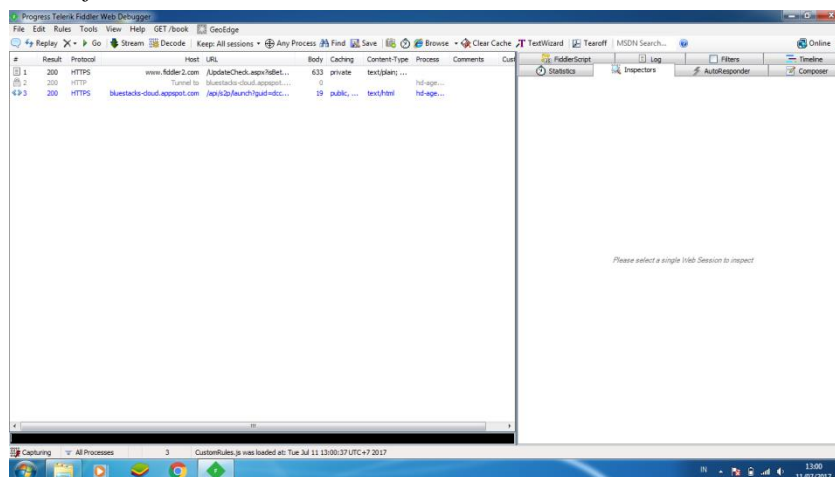 Progress Telerik Fiddler Web Debugger
File Edit Rules Tools View Help GET /book GeoEdge
Replay X Go Stream Decode Keep: All sessions Any Process Find Save Browse Clear Cache TextWizard Tearoff MSDN Search... Online
# Result Protocol Host URL Body Caching Content-Type Process Comments Cust
1 200 HTTPS www.fiddler2.com /UpdateCheck.aspx?isBet... 633 private text/plain; ...
2 200 HTTP Tunnel to bluestacks-cloud.appspot.... 0 hd-age...
3 200 HTTPS bluestacks-cloud.appspot.com /api/s2p/launch?guid=dcc... 19 public, ... text/html hd-age...
FiddlerScript Log Filters Timeline
Statistics Inspectors AutoResponder Composer
Please select a single Web Session to inspect
Capturing All Processes 3 CustomRules.js was loaded at: Tue Jul 11 13:00:37 UTC+7 2017
IN 13:00
11/07/2017